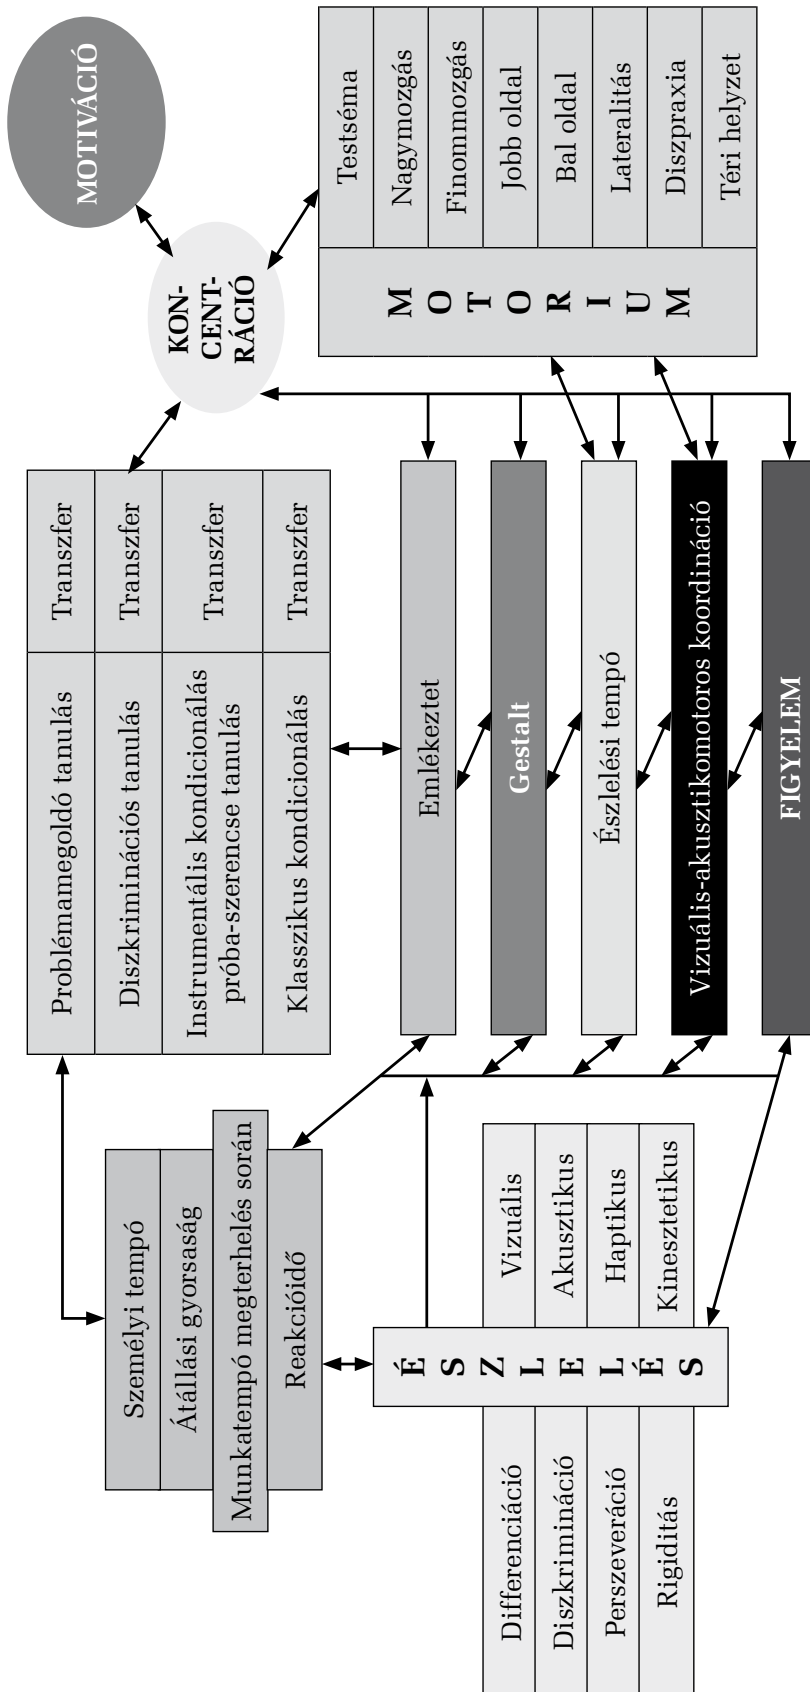 Személyi tempó
Átállási gyorsaság
Munkatempó megterhelés során
Reakcióidő
Problémamegoldó tanulás
Transzfer
Diszkriminációs tanulás
Transzfer
Instrumentális kondicionálás
próba-szerencse tanulás
Transzfer
Klasszikus kondicionálás
Transzfer
MOTIVÁCIÓ
KON-
CENT-
RÁCIÓ
Differenciáció
Diszkrimináció
Perszeveráció
Rigiditás
ÉSZLELÉS
Vizuális
Akusztikus
Haptikus
Kinesztetikus
Emlékeztet
Gestalt
Észlelési tempó
Vizuális-akusztikomotoros koordináció
FIGYELEM
MOTORIUM
Testséma
Nagymozgás
Finommozgás
Jobb oldal
Bal oldal
Lateralitás
Diszpraxia
Téri helyzet